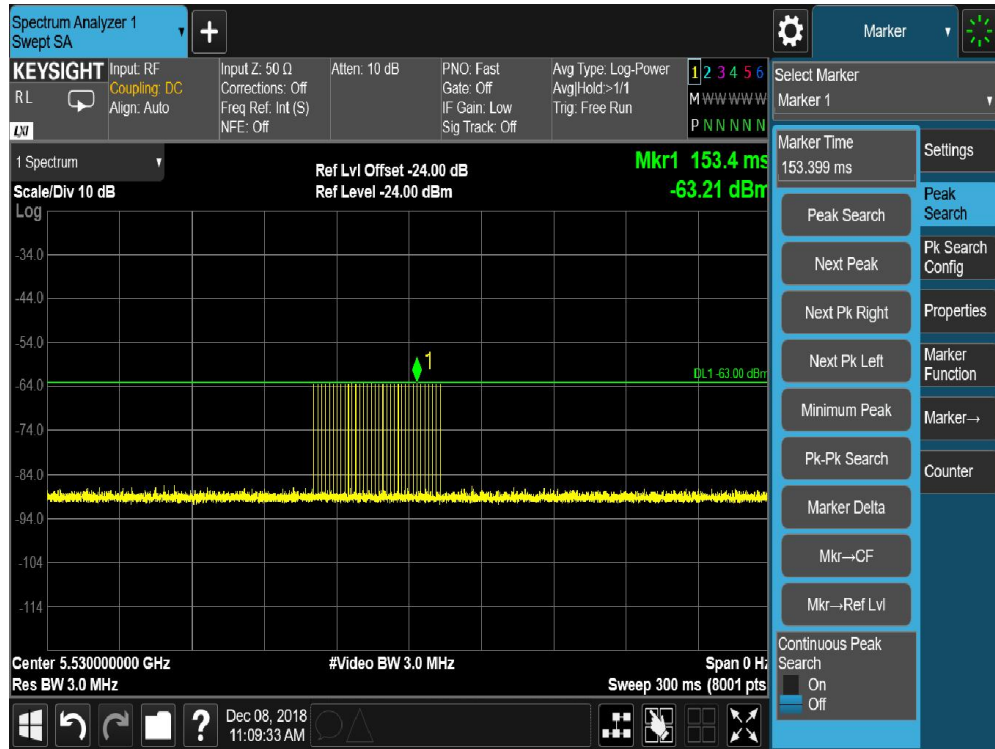 Spectrum Analyzer 1
Swept SA
+
Marker
KEYSIGHT
RL
LXI
Input: RF
Coupling: DC
Align: Auto
Input Z: 50 Ω
Corrections: Off
Freq Ref: Int (S)
NFE: Off
Atten: 10 dB
PNO: Fast
Gate: Off
IF Gain: Low
Sig Track: Off
Avg Type: Log-Power
Avg|Hold:>1/1
Trig: Free Run
1 2 3 4 5 6
M W W W W W
P N N N N N
Select Marker
Marker 1
1 Spectrum
Scale/Div 10 dB
Log
Ref Lvl Offset -24.00 dB
Ref Level -24.00 dBm
Mkr1 153.4 ms
-63.21 dBm
-34.0
-44.0
-54.0
-64.0
-74.0
-84.0
-94.0
-104
-114
1
DL1 -63.00 dBm
Center 5.530000000 GHz
Res BW 3.0 MHz
#Video BW 3.0 MHz
Span 0 Hz
Sweep 300 ms (8001 pts
Marker Time
153.399 ms
Peak Search
Next Peak
Next Pk Right
Next Pk Left
Minimum Peak
Pk-Pk Search
Marker Delta
Mkr→CF
Mkr→Ref Lvl
Continuous Peak
Search
On
Off
Settings
Peak
Search
Pk Search
Config
Properties
Marker
Function
Marker→
Counter
?
Dec 08, 2018
11:09:33 AM